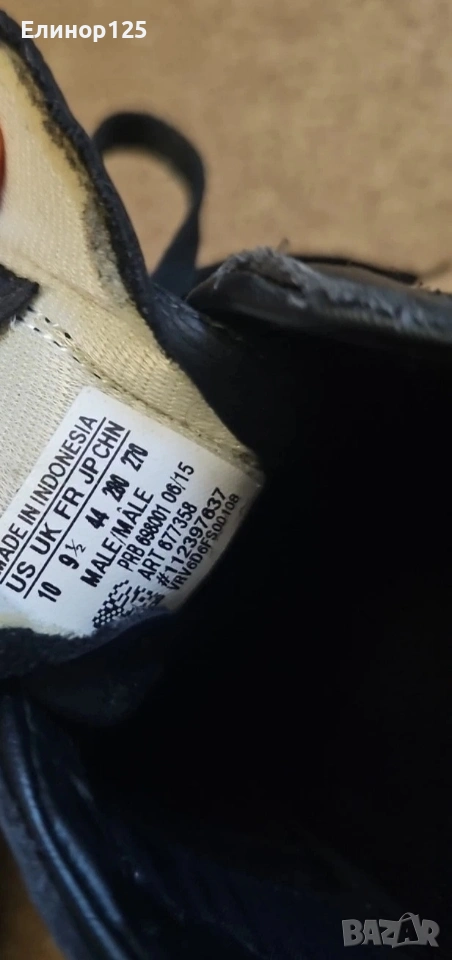 Елинор125
MADE IN INDONESIA
US UK FR JP CHN
10 9½ 44 280 270
MALE/MÂLE
PRB 698001 06/15
ART 677358
#112397637
VRV6D6FS00108
BAZAR